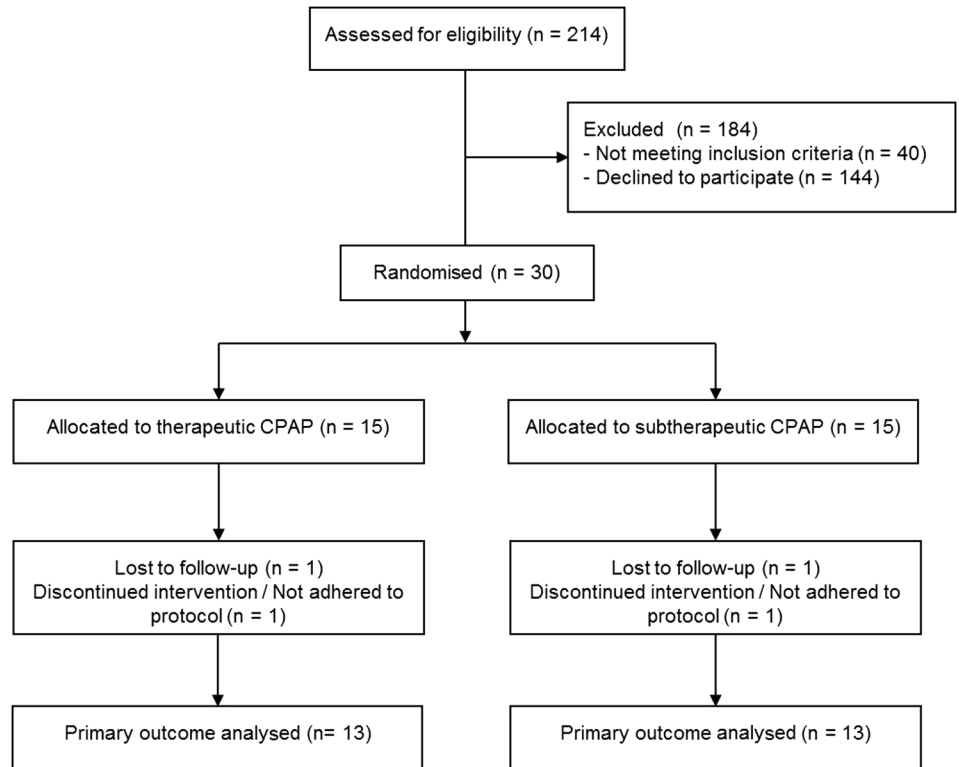 Assessed for eligibility (n = 214)
Excluded (n = 184)
- Not meeting inclusion criteria (n = 40)
- Declined to participate (n = 144)
Randomised (n = 30)
Allocated to therapeutic CPAP (n = 15)
Allocated to subtherapeutic CPAP (n = 15)
Lost to follow-up (n = 1)
Discontinued intervention / Not adhered to
protocol (n = 1)
Lost to follow-up (n = 1)
Discontinued intervention / Not adhered to
protocol (n = 1)
Primary outcome analysed (n= 13)
Primary outcome analysed (n = 13)